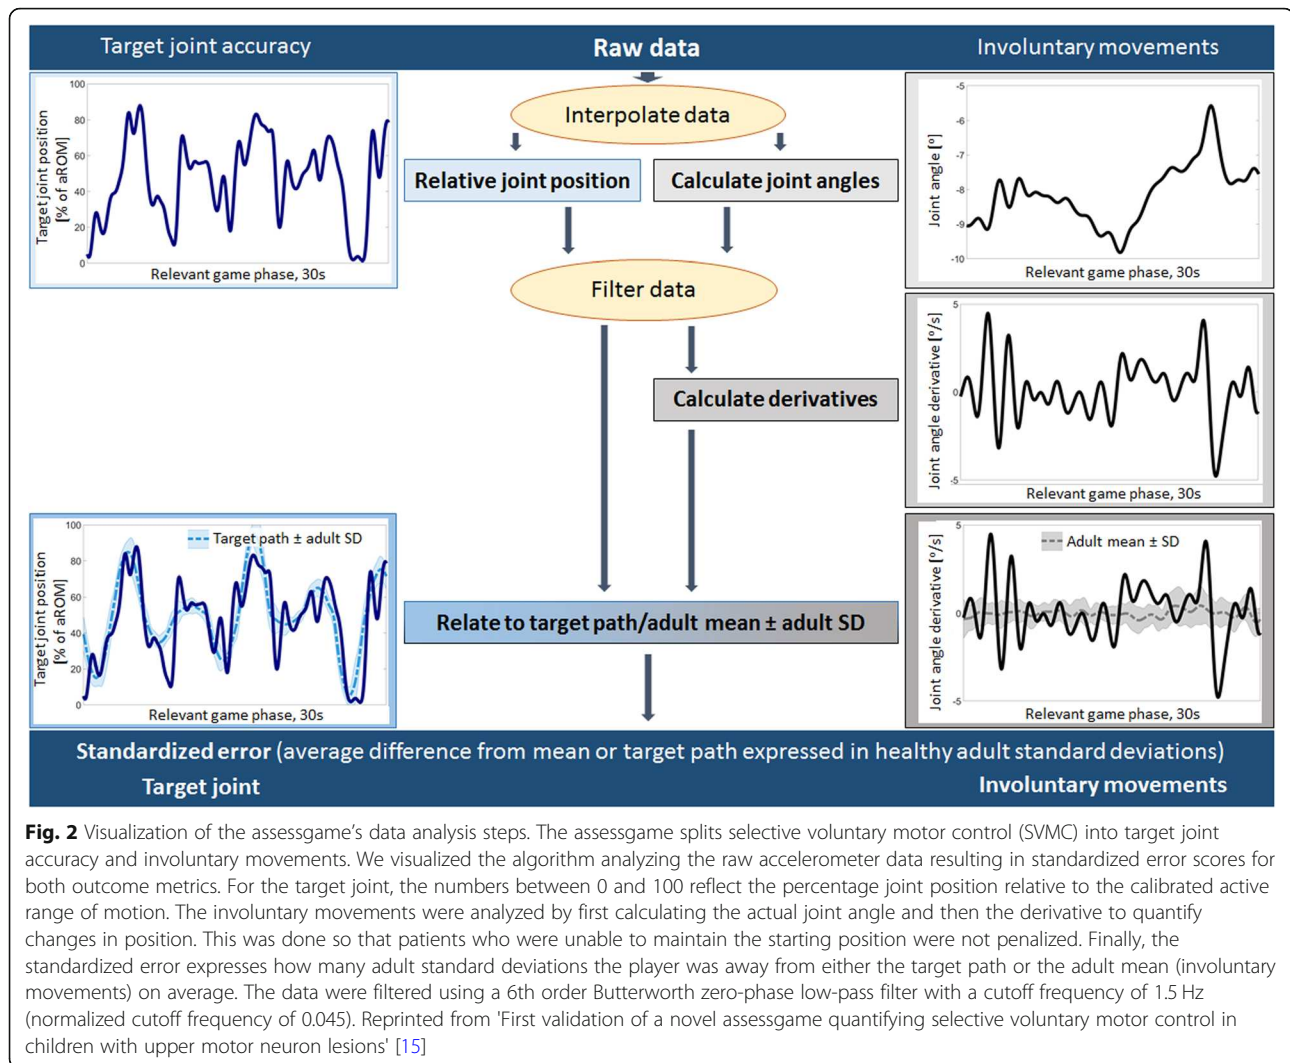 Target joint accuracy
Raw data
Involuntary movements
Target joint position
[% of aROM]
100
80
60
40
20
0
Relevant game phase, 30s
Interpolate data
Relative joint position
Calculate joint angles
Filter data
Calculate derivatives
Joint angle [º]
-5
-6
-7
-8
-9
-10
Relevant game phase, 30s
Joint angle derivative [º/s]
5
0
-5
Relevant game phase, 30s
Target joint position
[% of aROM]
100
80
60
40
20
0
Target path ± adult SD
Relevant game phase, 30s
Relate to target path/adult mean ± adult SD
Joint angle derivative [º/s]
5
0
-5
Adult mean ± SD
Relevant game phase, 30s
Standardized error (average difference from mean or target path expressed in healthy adult standard deviations)
Target joint
Involuntary movements
Fig. 2 Visualization of the assessgame's data analysis steps. The assessgame splits selective voluntary motor control (SVMC) into target joint
accuracy and involuntary movements. We visualized the algorithm analyzing the raw accelerometer data resulting in standardized error scores for
both outcome metrics. For the target joint, the numbers between 0 and 100 reflect the percentage joint position relative to the calibrated active
range of motion. The involuntary movements were analyzed by first calculating the actual joint angle and then the derivative to quantify
changes in position. This was done so that patients who were unable to maintain the starting position were not penalized. Finally, the
standardized error expresses how many adult standard deviations the player was away from either the target path or the adult mean (involuntary
movements) on average. The data were filtered using a 6th order Butterworth zero-phase low-pass filter with a cutoff frequency of 1.5 Hz
(normalized cutoff frequency of 0.045). Reprinted from 'First validation of a novel assessgame quantifying selective voluntary motor control in
children with upper motor neuron lesions' [15]